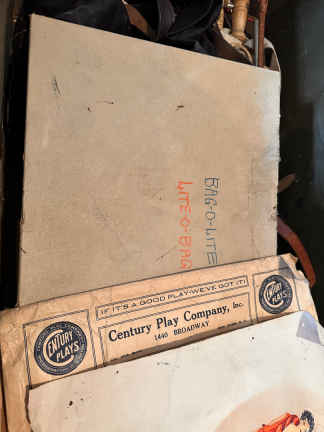 BAG-O-LITE
LITE-O-BAG
IF IT'S A GOOD PLAY-WE'VE GOT IT!
CENTURY
PLAYS
Century Play Company, Inc.
1440 BROADWAY
CENTURY
PLAYS